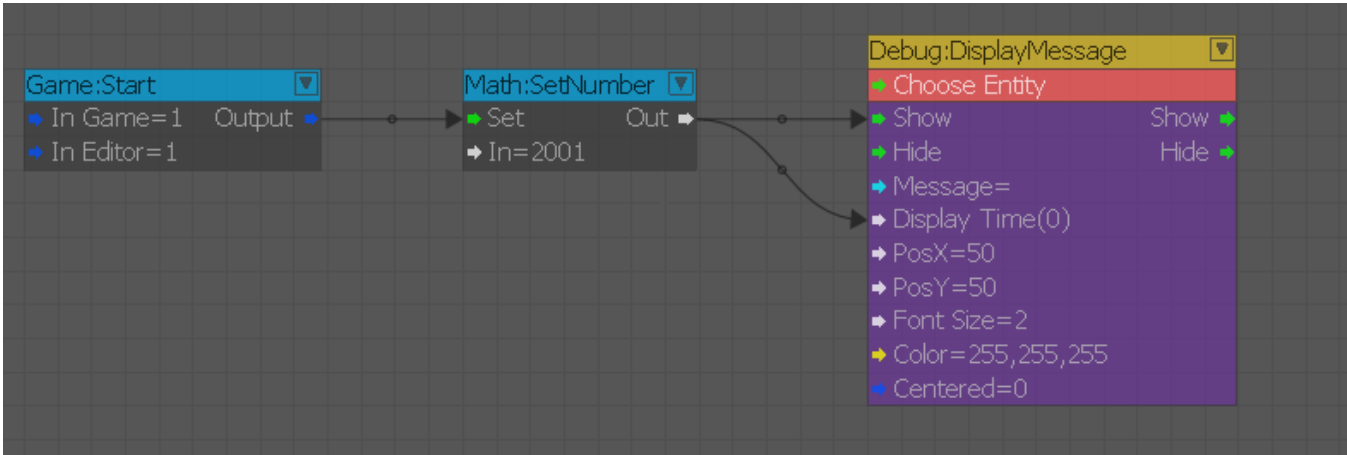 Game:Start
In Game=1 Output
In Editor=1
Math:SetNumber
Set Out
In=2001
Debug:DisplayMessage
Choose Entity
Show Show
Hide Hide
Message=
Display Time(0)
PosX=50
PosY=50
Font Size=2
Color=255,255,255
Centered=0